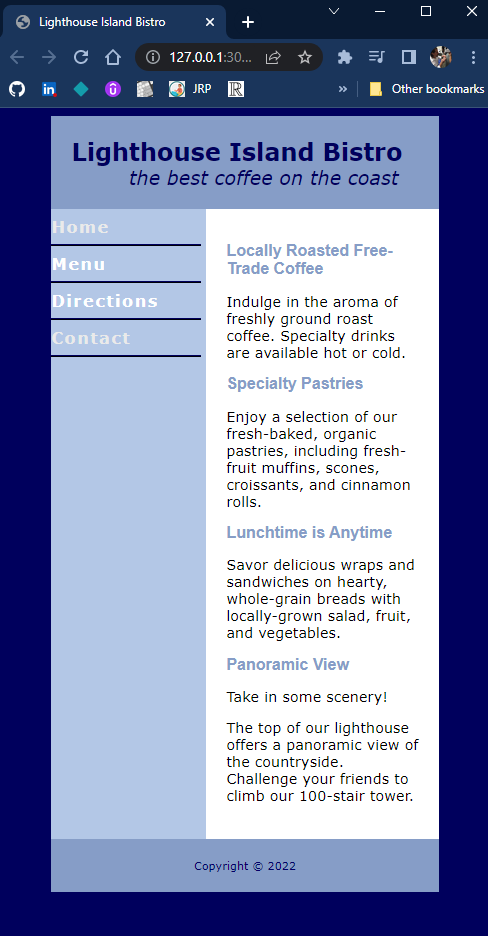 Lighthouse Island Bistro
127.0.0.1:30...
in
JRP
R
»
Other bookmarks
Lighthouse Island Bistro
the best coffee on the coast
Home
Menu
Directions
Contact
Locally Roasted Free-
Trade Coffee
Indulge in the aroma of
freshly ground roast
coffee. Specialty drinks
are available hot or cold.
Specialty Pastries
Enjoy a selection of our
fresh-baked, organic
pastries, including fresh-
fruit muffins, scones,
croissants, and cinnamon
rolls.
Lunchtime is Anytime
Savor delicious wraps and
sandwiches on hearty,
whole-grain breads with
locally-grown salad, fruit,
and vegetables.
Panoramic View
Take in some scenery!
The top of our lighthouse
offers a panoramic view of
the countryside.
Challenge your friends to
climb our 100-stair tower.
Copyright © 2022